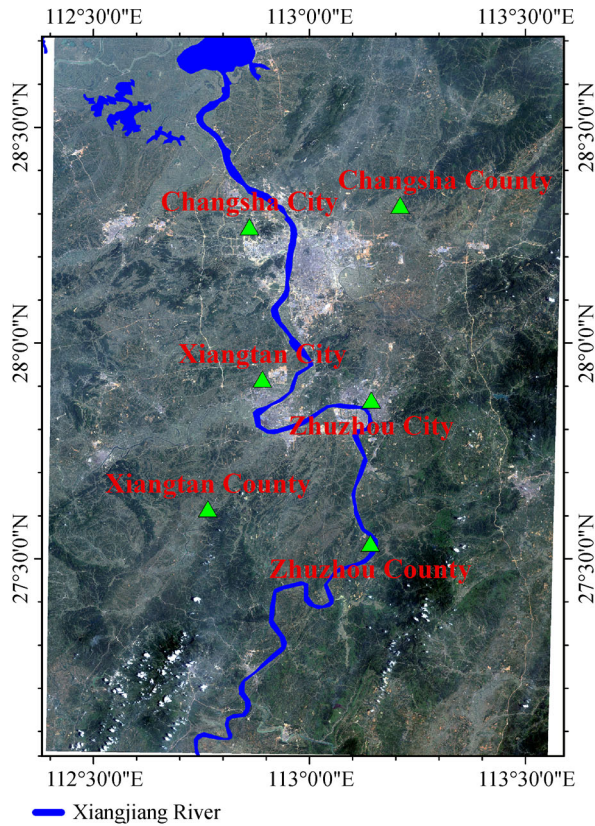 112°30'0"E 113°0'0"E 113°30'0"E
28°30'0"N
28°30'0"N
Changsha County
Changsha City
28°0'0"N
28°0'0"N
Xiangtan City
Zhuzhou City
Xiangtan County
27°30'0"N
27°30'0"N
Zhuzhou County
112°30'0"E 113°0'0"E 113°30'0"E
Xiangjiang River